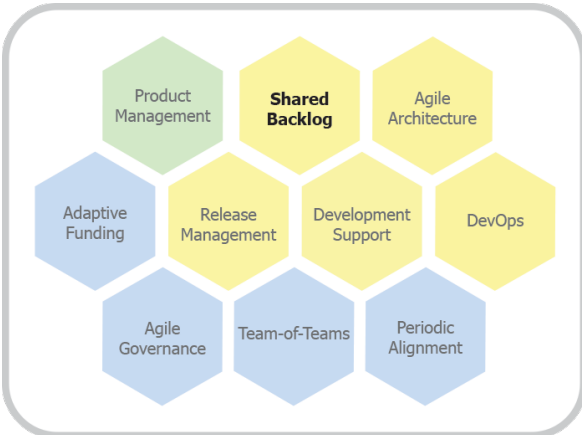 Product
Management
Shared
Backlog
Agile
Architecture
Adaptive
Funding
Release
Management
Development
Support
DevOps
Agile
Governance
Team-of-Teams
Periodic
Alignment